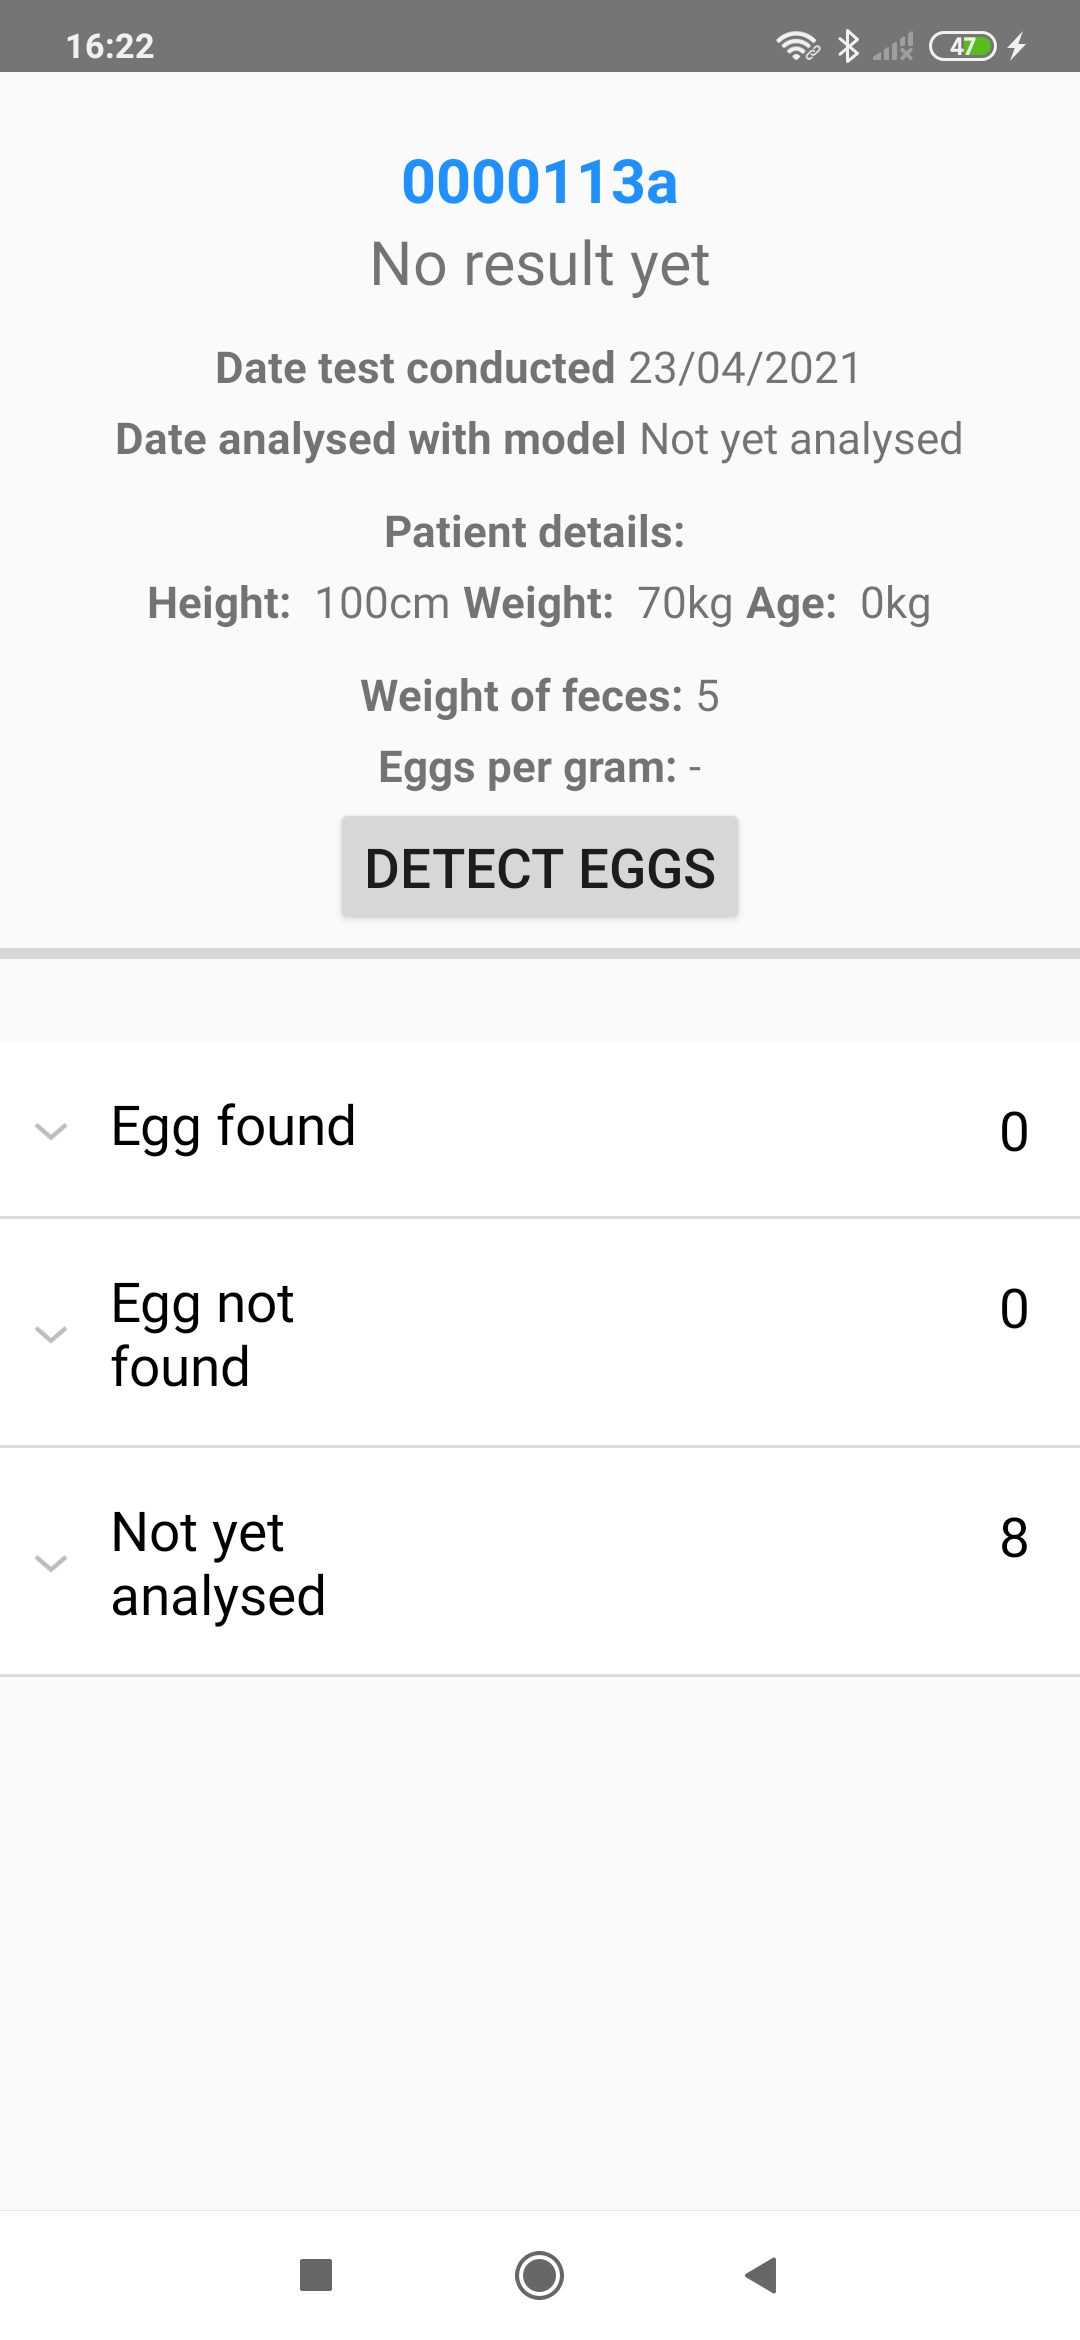 16:22
47
0000113a
No result yet
Date test conducted 23/04/2021
Date analysed with model Not yet analysed
Patient details:
Height: 100cm Weight: 70kg Age: 0kg
Weight of feces: 5
Eggs per gram: -
DETECT EGGS
Egg found 0
Egg not 0
found
Not yet 8
analysed